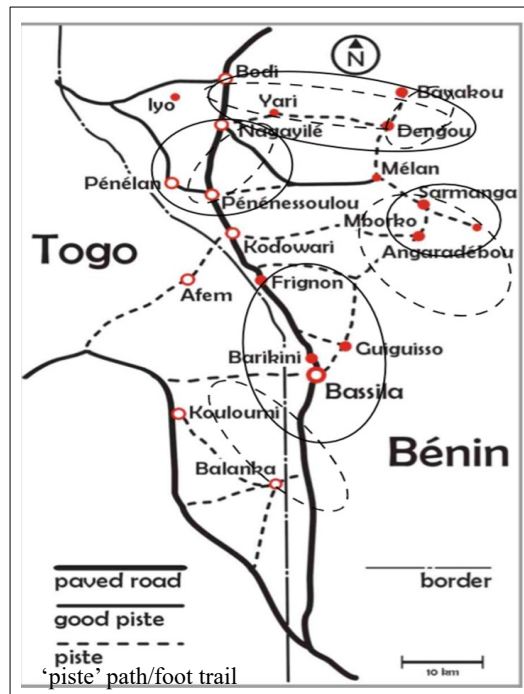 N
Bodi
Iyo
Yari
Bayakou
Nagayilé
Dengou
Pénélan
Mélan
Pénénessoulou
Sarmanga
Mborko
Togo
Kodowari
Angaradébou
Afem
Frignon
Barikini
Guiguisso
Bassila
Kouloumi
Bénin
Balanka
paved road
border
good piste
piste
10 km
‘piste’ path/foot trail